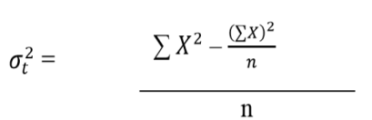 σ_t^2 = (∑X^2 − (∑X)^2 / n) / n